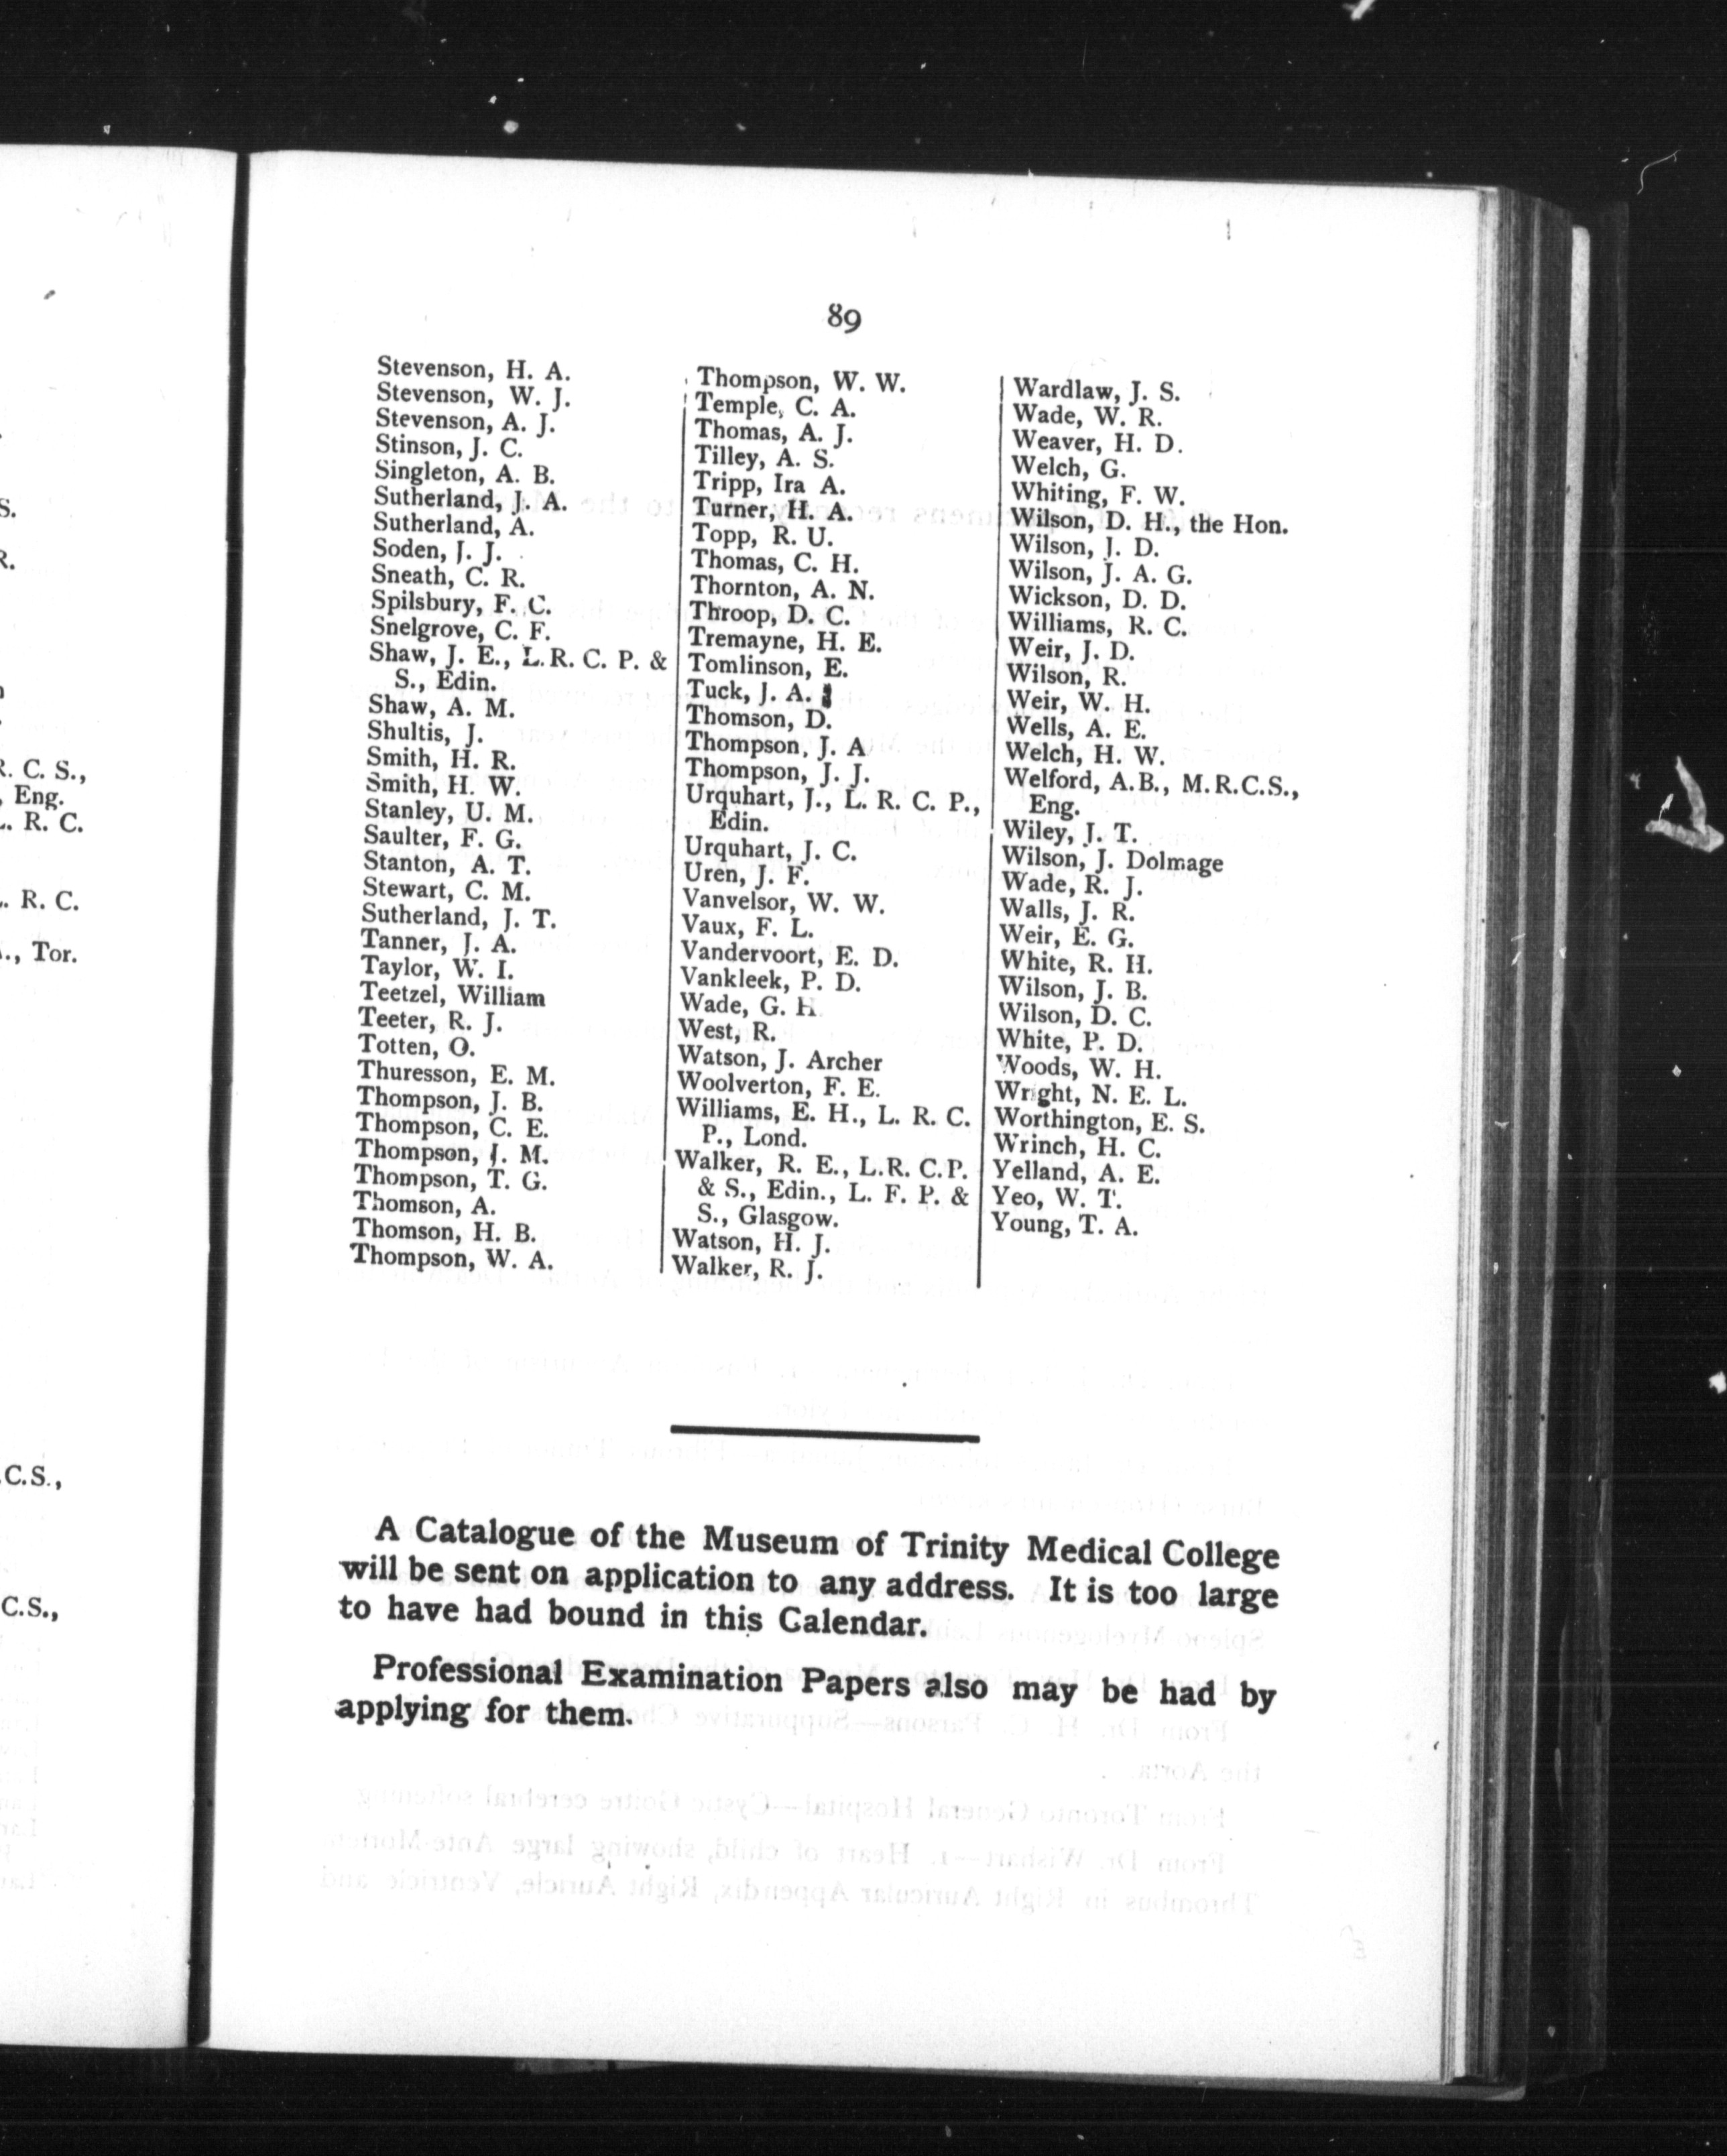 S.
R.
R. C. S.,
, Eng.
L. R. C.
L. R. C.
., Tor.
.C.S.,
C.S.,
89
Stevenson, H. A.
Stevenson, W. J.
Stevenson, A. J.
Stinson, J. C.
Singleton, A. B.
Sutherland, J. A.
Sutherland, A.
Soden, J. J.
Sneath, C. R.
Spilsbury, F. C.
Snelgrove, C. F.
Shaw, J. E., L.R. C. P. &
S., Edin.
Shaw, A. M.
Shultis, J.
Smith, H. R.
Smith, H. W.
Stanley, U. M.
Saulter, F. G.
Stanton, A. T.
Stewart, C. M.
Sutherland, J. T.
Tanner, J. A.
Taylor, W. I.
Teetzel, William
Teeter, R. J.
Totten, O.
Thuresson, E. M.
Thompson, J. B.
Thompson, C. E.
Thompson, J. M.
Thompson, T. G.
Thomson, A.
Thomson, H. B.
Thompson, W. A.
Thompson, W. W.
Temple, C. A.
Thomas, A. J.
Tilley, A. S.
Tripp, Ira A.
Turner, H. A.
Topp, R. U.
Thomas, C. H.
Thornton, A. N.
Throop, D. C.
Tremayne, H. E.
Tomlinson, E.
Tuck, J. A.
Thomson, D.
Thompson, J. A
Thompson, J. J.
Urquhart, J., L. R. C. P.,
Edin.
Urquhart, J. C.
Uren, J. F.
Vanvelsor, W. W.
Vaux, F. L.
Vandervoort, E. D.
Vankleek, P. D.
Wade, G. H
West, R.
Watson, J. Archer
Woolverton, F. E.
Williams, E. H., L. R. C.
P., Lond.
Walker, R. E., L.R. C.P.
& S., Edin., L. F. P. &
S., Glasgow.
Watson, H. J.
Walker, R. J.
Wardlaw, J. S.
Wade, W. R.
Weaver, H. D.
Welch, G.
Whiting, F. W.
Wilson, D. H., the Hon.
Wilson, J. D.
Wilson, J. A. G.
Wickson, D. D.
Williams, R. C.
Weir, J. D.
Wilson, R.
Weir, W. H.
Wells, A. E.
Welch, H. W.
Welford, A.B., M.R.C.S.,
Eng.
Wiley, J. T.
Wilson, J. Dolmage
Wade, R. J.
Walls, J. R.
Weir, E. G.
White, R. H.
Wilson, J. B.
Wilson, D. C.
White, P. D.
Woods, W. H.
Wright, N. E. L.
Worthington, E. S.
Wrinch, H. C.
Yelland, A. E.
Yeo, W. T.
Young, T. A.
A Catalogue of the Museum of Trinity Medical College
will be sent on application to any address. It is too large
to have had bound in this Calendar.
Professional Examination Papers also may be had by
applying for them.